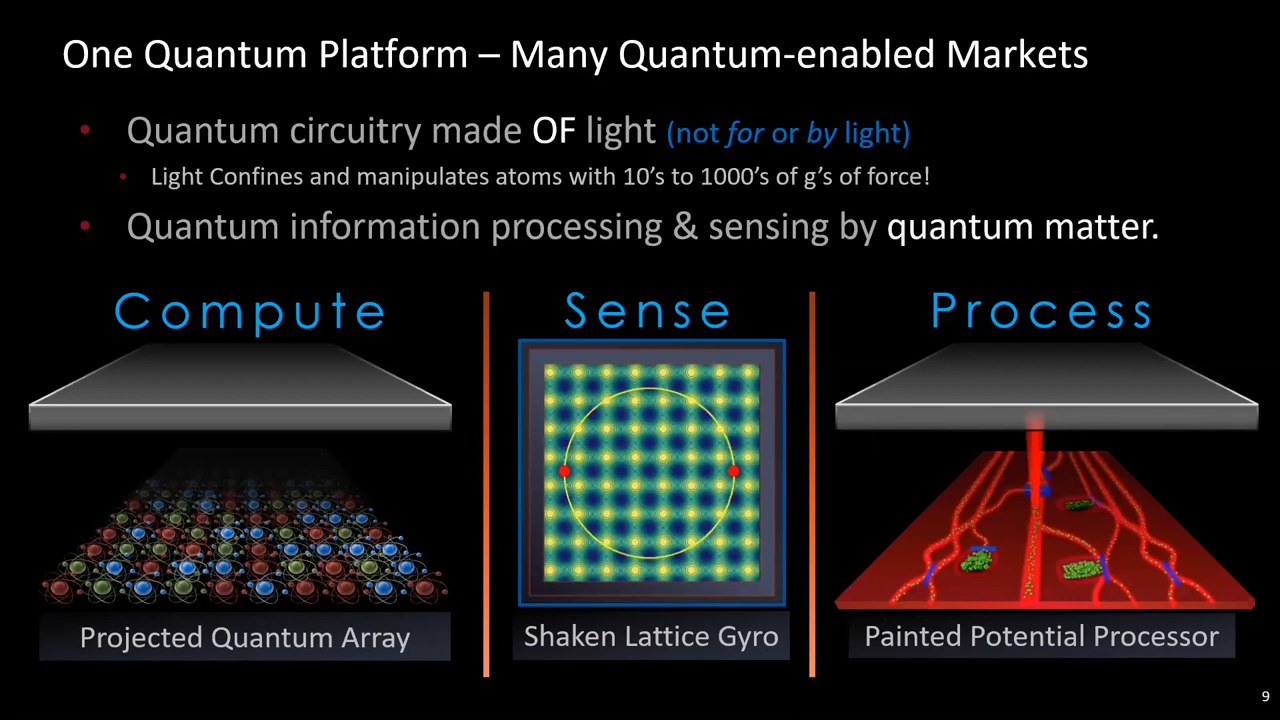 One Quantum Platform – Many Quantum-enabled Markets
• Quantum circuitry made OF light (not for or by light)
• Light Confines and manipulates atoms with 10’s to 1000’s of g’s of force!
• Quantum information processing & sensing by quantum matter.
Compute
Sense
Process
Projected Quantum Array
Shaken Lattice Gyro
Painted Potential Processor
9